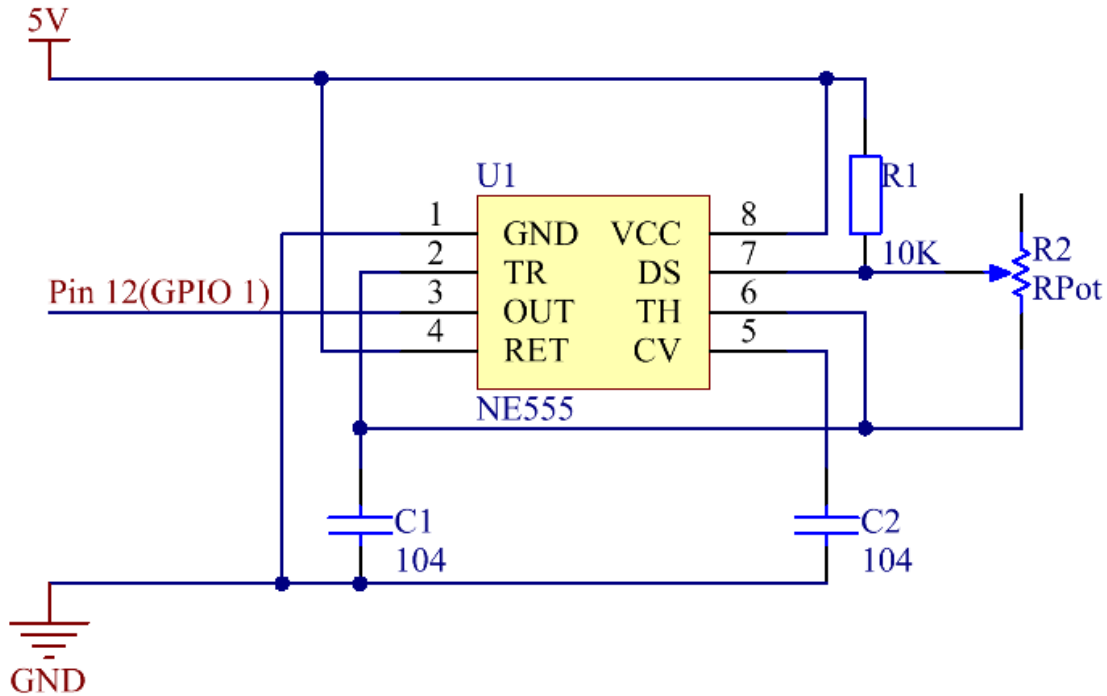 5V
U1
R1
10K
R2
RPot
1 GND VCC 8
2 TR DS 7
Pin 12(GPIO 1) 3 OUT TH 6
4 RET CV 5
NE555
C1
104
C2
104
GND